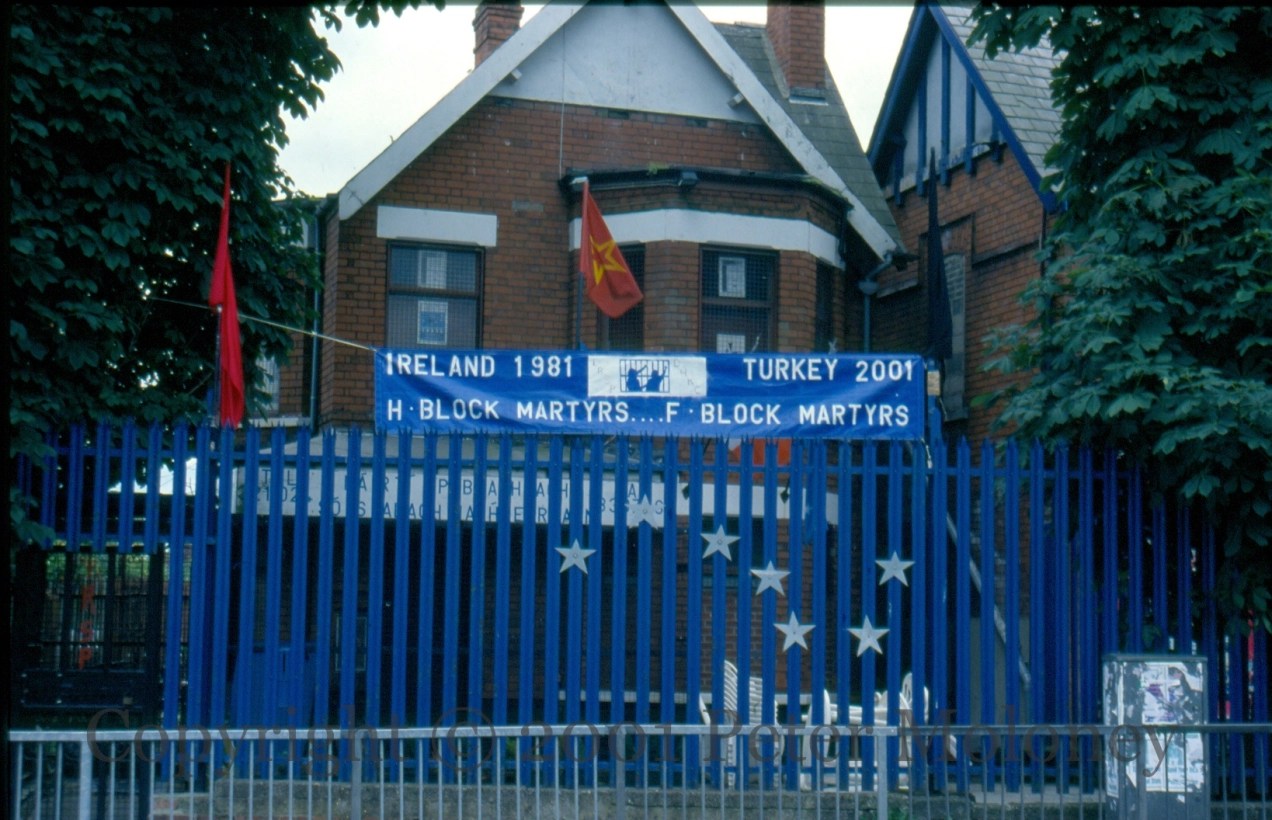 IRELAND 1981 TURKEY 2001
H·BLOCK MARTYRS....F·BLOCK MARTYRS
Copyright © 2001 Peter Moloney